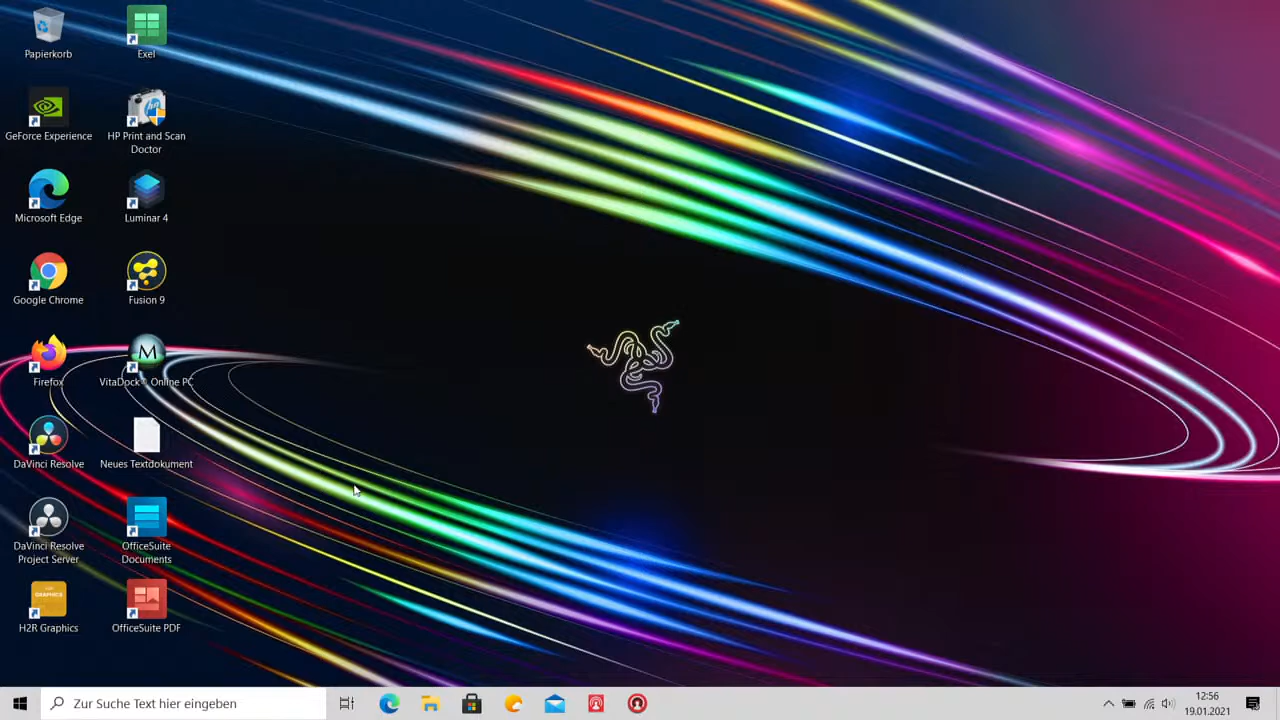 Papierkorb
Exel
GeForce Experience
HP Print and Scan
Doctor
Microsoft Edge
Luminar 4
Google Chrome
Fusion 9
Firefox
M
VitaDock® Online PC
DaVinci Resolve
Neues Textdokument
DaVinci Resolve
Project Server
OfficeSuite
Documents
GRAPHICS
H2R Graphics
OfficeSuite PDF
Zur Suche Text hier eingeben
12:56
19.01.2021